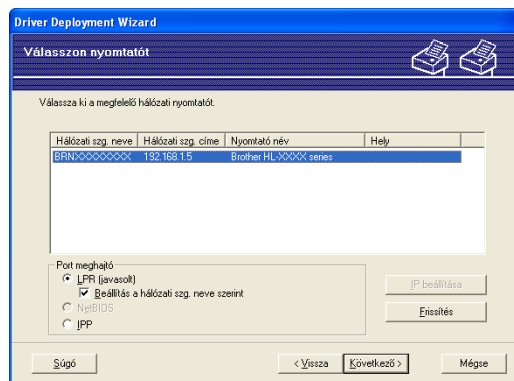 Driver Deployment Wizard
Válasszon nyomtatót
Válassza ki a megfelelő hálózati nyomtatót.
Hálózati szg. neve Hálózati szg. címe Nyomtató név Hely
BRNXXXXXXXX 192.168.1.5 Brother HL-XXXX series
Port meghajtó
LPR (javasolt)
Beállítás a hálózati szg. neve szerint
NetBIOS
IPP
IP beállítása
Frissítés
Súgó < Vissza Következő > Mégse